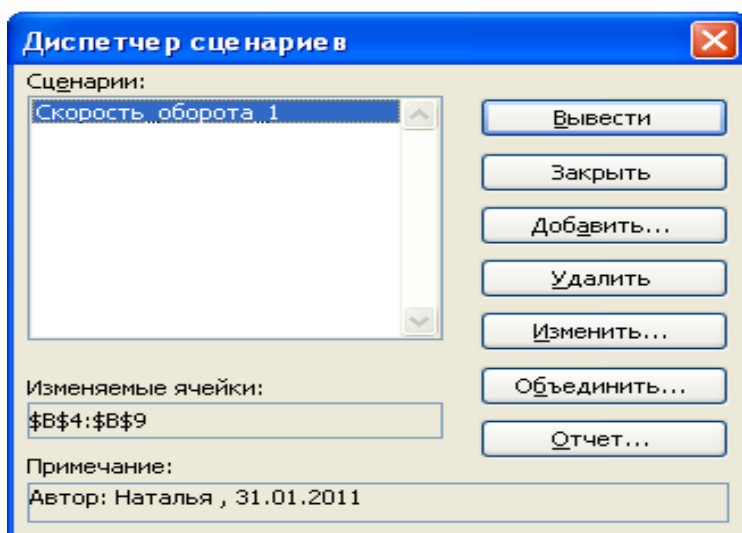 Диспетчер сценариев
Сценарии:
Скорость_оборота_1
Вывести
Закрыть
Добавить...
Удалить
Изменить...
Объединить...
Отчет...
Изменяемые ячейки:
$B$4:$B$9
Примечание:
Автор: Наталья , 31.01.2011